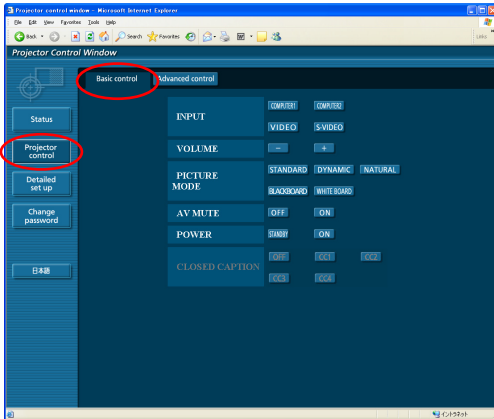 Projector control window - Microsoft Internet Explorer
File Edit View Favorites Tools Help
Back Search Favorites Links
Projector Control Window
Basic control Advanced control
Status
Projector
control
Detailed
set up
Change
password
日本語
INPUT COMPUTER1 COMPUTER2
VIDEO S-VIDEO
VOLUME - +
PICTURE
MODE
STANDARD DYNAMIC NATURAL
BLACKBOARD WHITE BOARD
AV MUTE OFF ON
POWER STANDBY ON
CLOSED CAPTION OFF CC1 CC2
CC3 CC4
インターネット